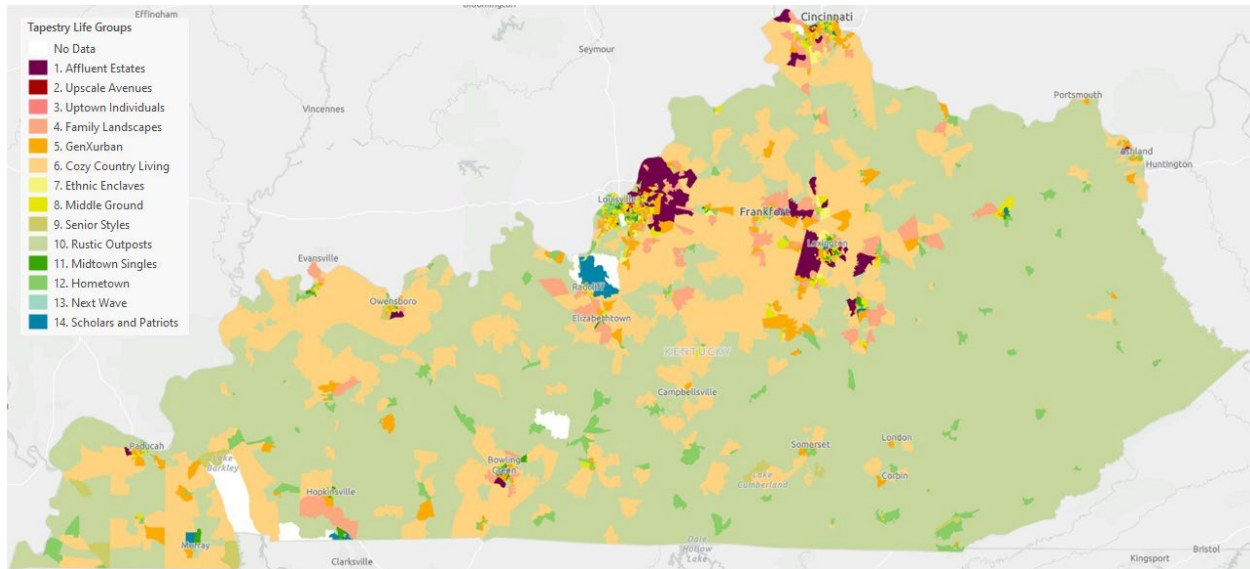 Tapestry Life Groups
No Data
1. Affluent Estates
2. Upscale Avenues
3. Uptown Individuals
4. Family Landscapes
5. GenXurban
6. Cozy Country Living
7. Ethnic Enclaves
8. Middle Ground
9. Senior Styles
10. Rustic Outposts
11. Midtown Singles
12. Hometown
13. Next Wave
14. Scholars and Patriots
Effingham
Bloomington
Cincinnati
Seymour
Vincennes
Portsmouth
Ashland
Huntington
Louisville
Frankfort
Lexington
Evansville
Radcliff
Owensboro
Elizabethtown
KENTUCKY
Campbellsville
Paducah
Lake
Barkley
Bowling
Green
Somerset
London
Lake
Cumberland
Corbin
Hopkinsville
Murray
Dale
Hollow
Lake
Clarksville
Kingsport
Bristol